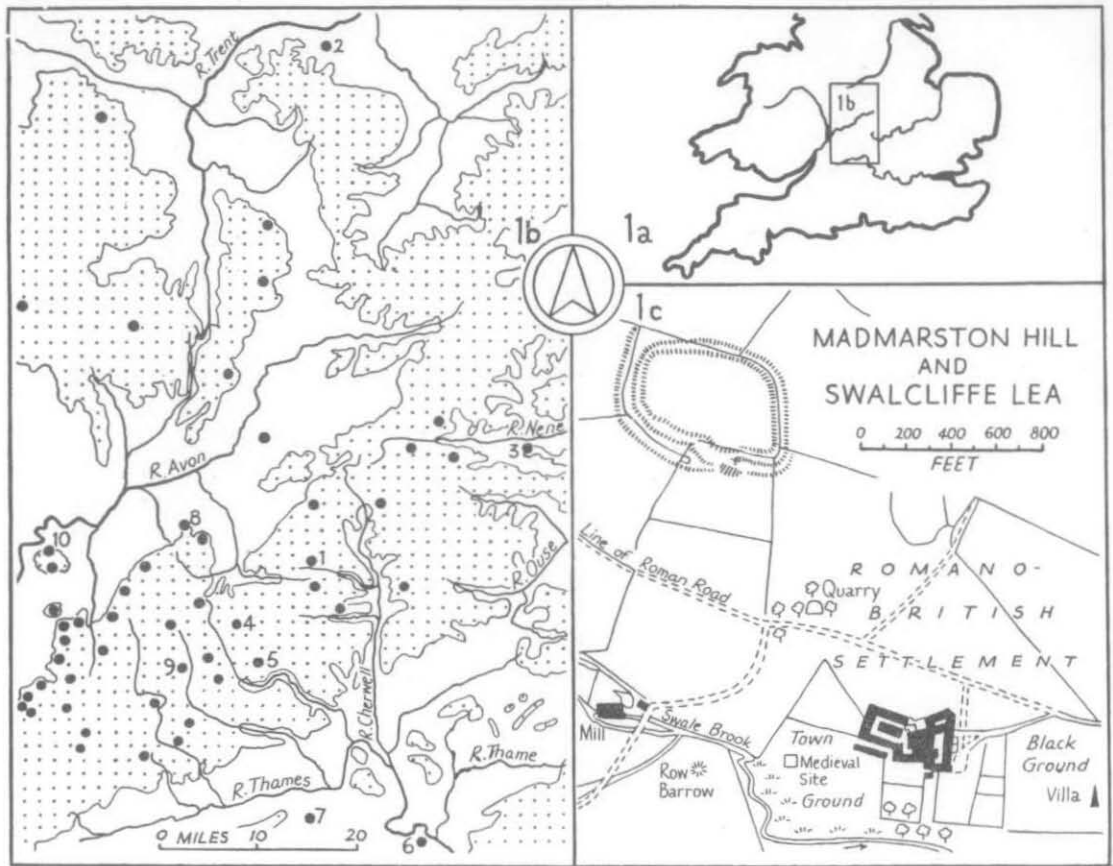 R. Trent
2
1b
R. Avon
R. Nene
3
8
10
1
R. Ouse
4
5
9
R. Cherwell
R. Thame
R. Thames
7
6
0 MILES 10 20
1b
1a
1c
MADMARSTON HILL
AND
SWALCLIFFE LEA
0 200 400 600 800
FEET
Line of Roman Road
ROMANO-
Quarry
BRITISH
SETTLEMENT
Mill
Swale Brook
Town
Medieval
Site
Ground
Row
Barrow
Black
Ground
Villa